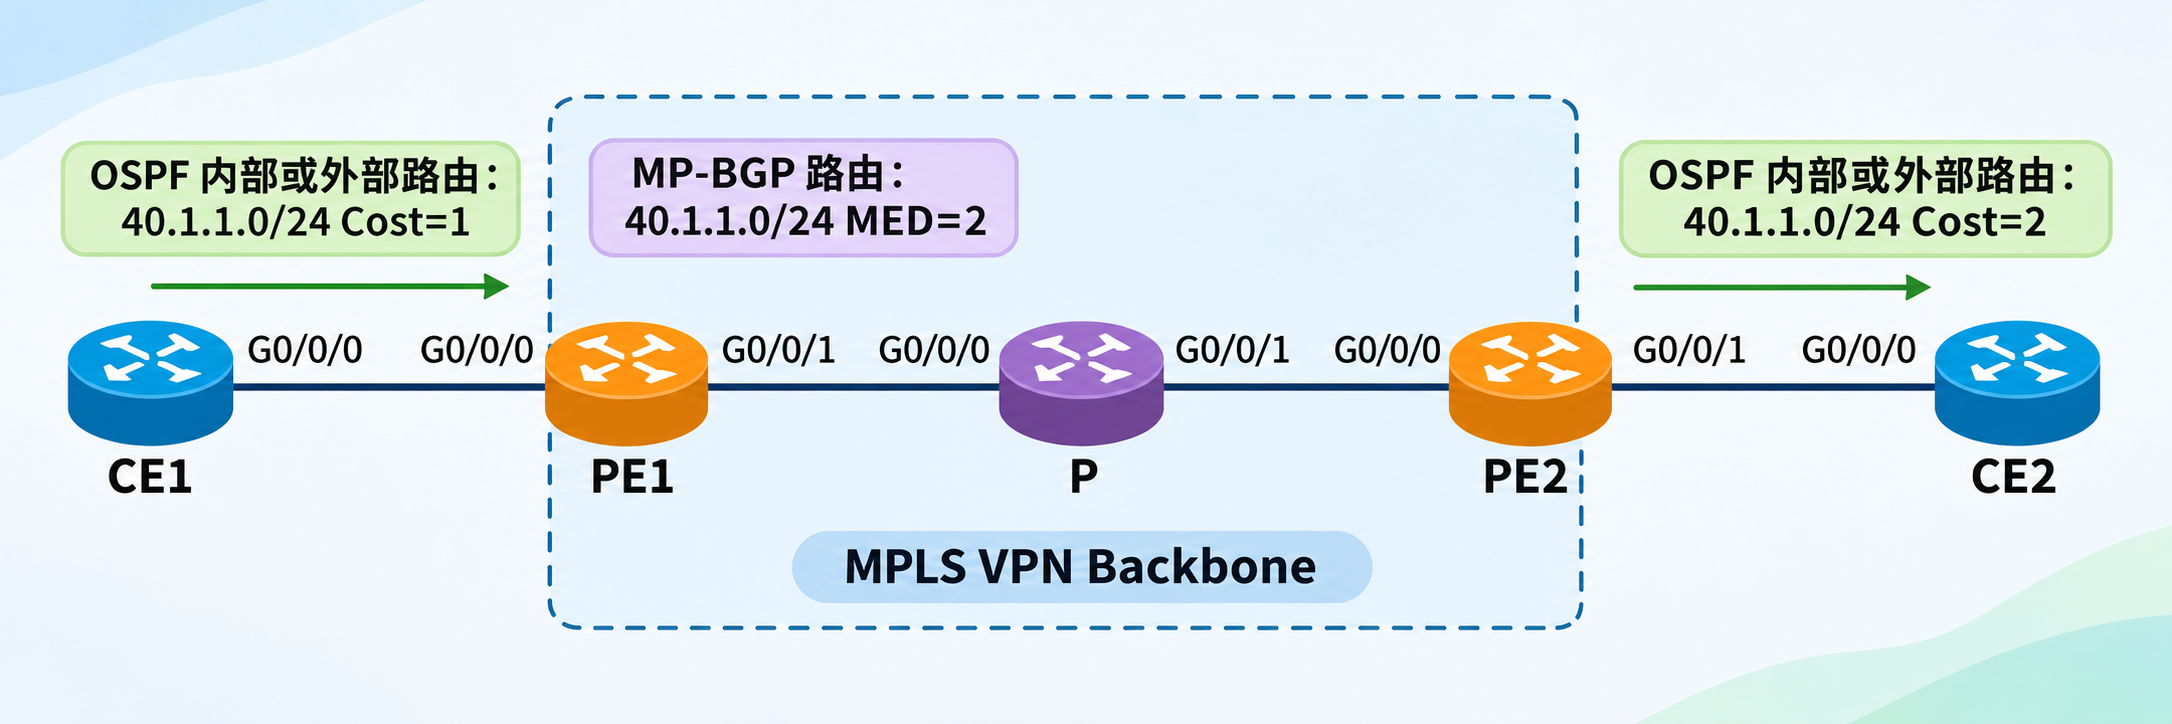 OSPF 内部或外部路由：
40.1.1.0/24 Cost=1
MP-BGP 路由：
40.1.1.0/24 MED=2
OSPF 内部或外部路由：
40.1.1.0/24 Cost=2
G0/0/0
G0/0/0
G0/0/1
G0/0/0
G0/0/1
G0/0/0
G0/0/1
G0/0/0
CE1
PE1
P
PE2
CE2
MPLS VPN Backbone